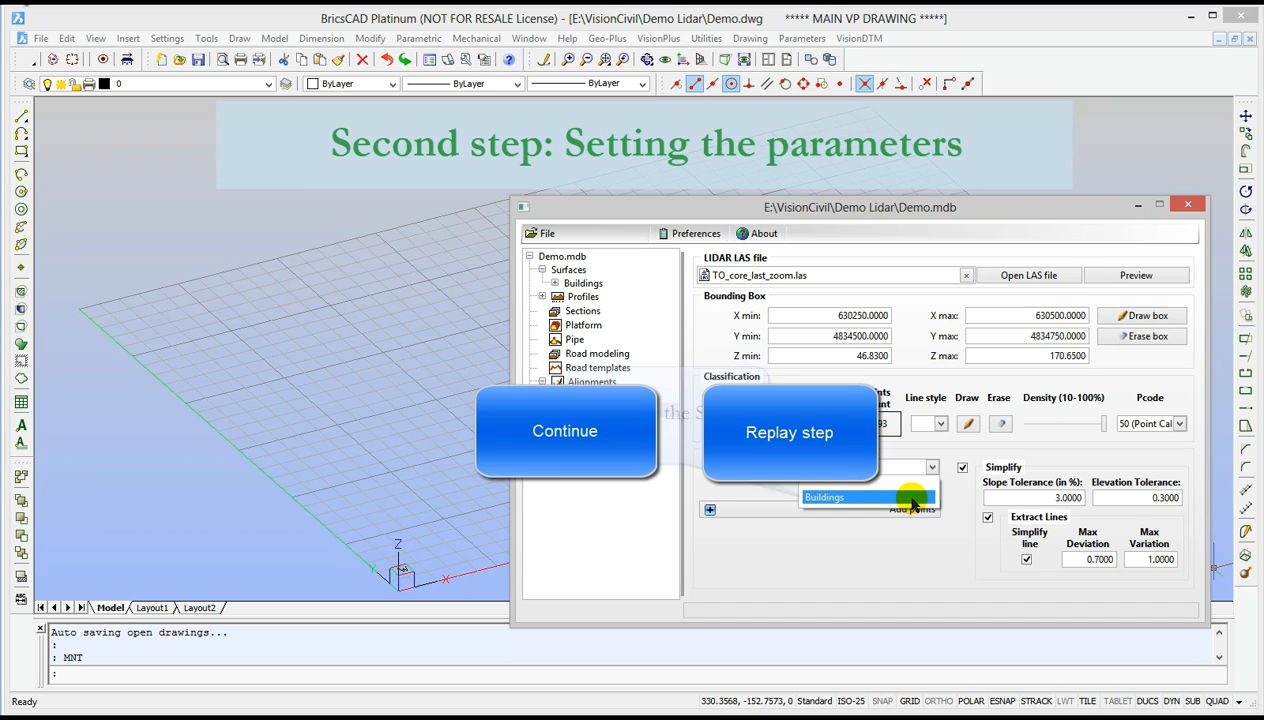 BricsCAD Platinum (NOT FOR RESALE License) - [E:\VisionCivil\Demo Lidar\Demo.dwg ***** MAIN VP DRAWING *****]
File Edit View Insert Settings Tools Draw Model Dimension Modify Parametric Mechanical Window Help Geo-Plus VisionPlus Utilities Drawing Parameters VisionDTM
0 ByLayer ByLayer ByLayer
Second step: Setting the parameters
E:\VisionCivil\Demo Lidar\Demo.mdb
File Preferences About
Demo.mdb
Surfaces
Buildings
Profiles
Sections
Platform
Pipe
Road modeling
Road templates
Alignments
LIDAR LAS file
TO_core_last_zoom.las Open LAS file Preview
Bounding Box
X min: 630250.0000 X max: 630500.0000 Draw box
Y min: 4834500.0000 Y max: 4834750.0000 Erase box
Z min: 46.8300 Z max: 170.6500
Classification
Line style Draw Erase Density (10-100%) Pcode
93 50 (Point Cal
the S
Continue
Replay step
Simplify
Slope Tolerance (in %): Elevation Tolerance:
3.0000 0.3000
Buildings
Add points
Extract Lines
Simplify line Max Deviation Max Variation
0.7000 1.0000
Z
Y
X
W
Model Layout1 Layout2
Auto saving open drawings...
:
: MNT
:
Ready 330.3568, -152.7573, 0 Standard ISO-25 SNAP GRID ORTHO POLAR ESNAP STRACK LWT TILE TABLET DUCS DYN SUB QUAD